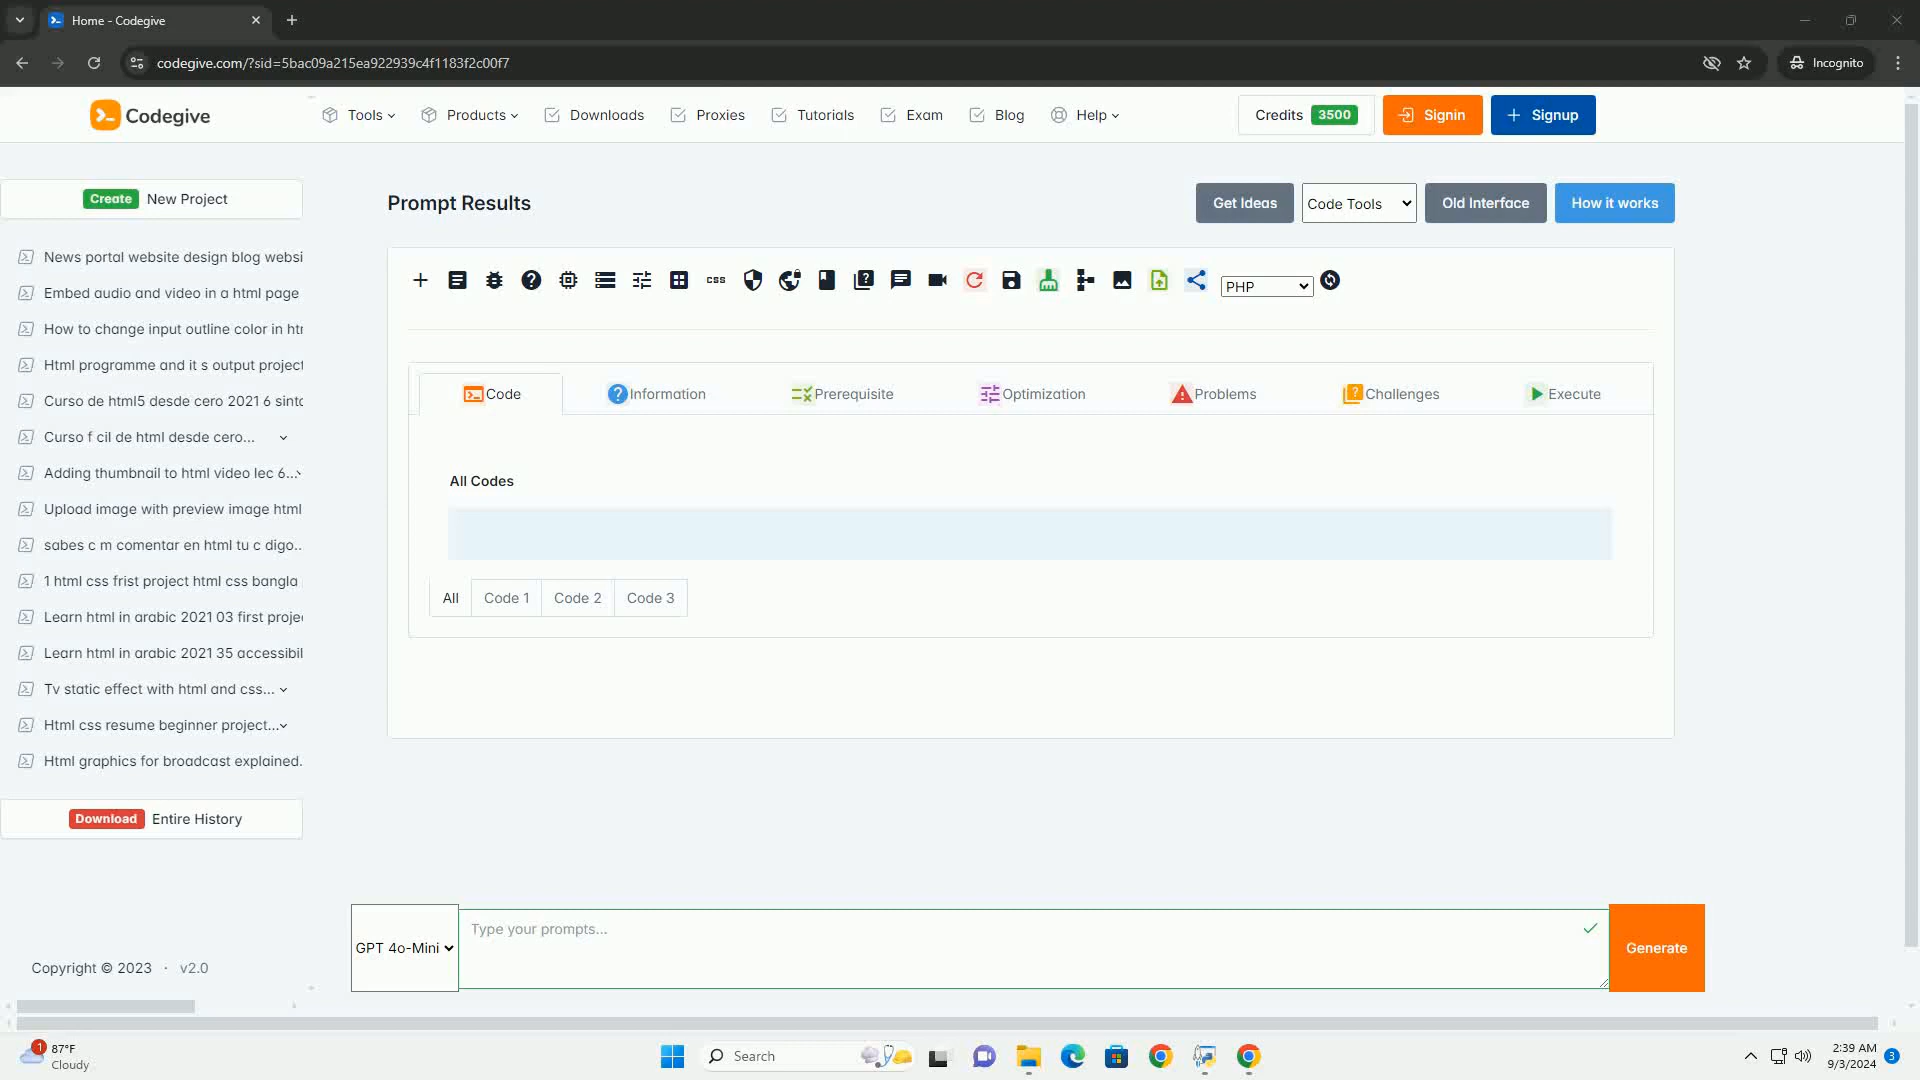 Home - Codegive
codegive.com/?sid=5bac09a215ea922939c4f1183f2c00f7
Incognito
Codegive
Tools
Products
Downloads
Proxies
Tutorials
Exam
Blog
Help
Credits 3500
Signin
Signup
Create New Project
News portal website design blog websi
Embed audio and video in a html page
How to change input outline color in htr
Html programme and it s output project
Curso de html5 desde cero 2021 6 sinto
Curso f cil de html desde cero...
Adding thumbnail to html video lec 6...
Upload image with preview image html
sabes c m comentar en html tu c digo..
1 html css frist project html css bangla
Learn html in arabic 2021 03 first proje
Learn html in arabic 2021 35 accessibil
Tv static effect with html and css...
Html css resume beginner project...
Html graphics for broadcast explained.
Download Entire History
Copyright © 2023 · v2.0
Prompt Results
Get Ideas
Code Tools
Old Interface
How it works
css
PHP
Code
Information
Prerequisite
Optimization
Problems
Challenges
Execute
All Codes
All
Code 1
Code 2
Code 3
GPT 4o-Mini
Type your prompts...
Generate
1
87°F
Cloudy
Search
2:39 AM
9/3/2024
3